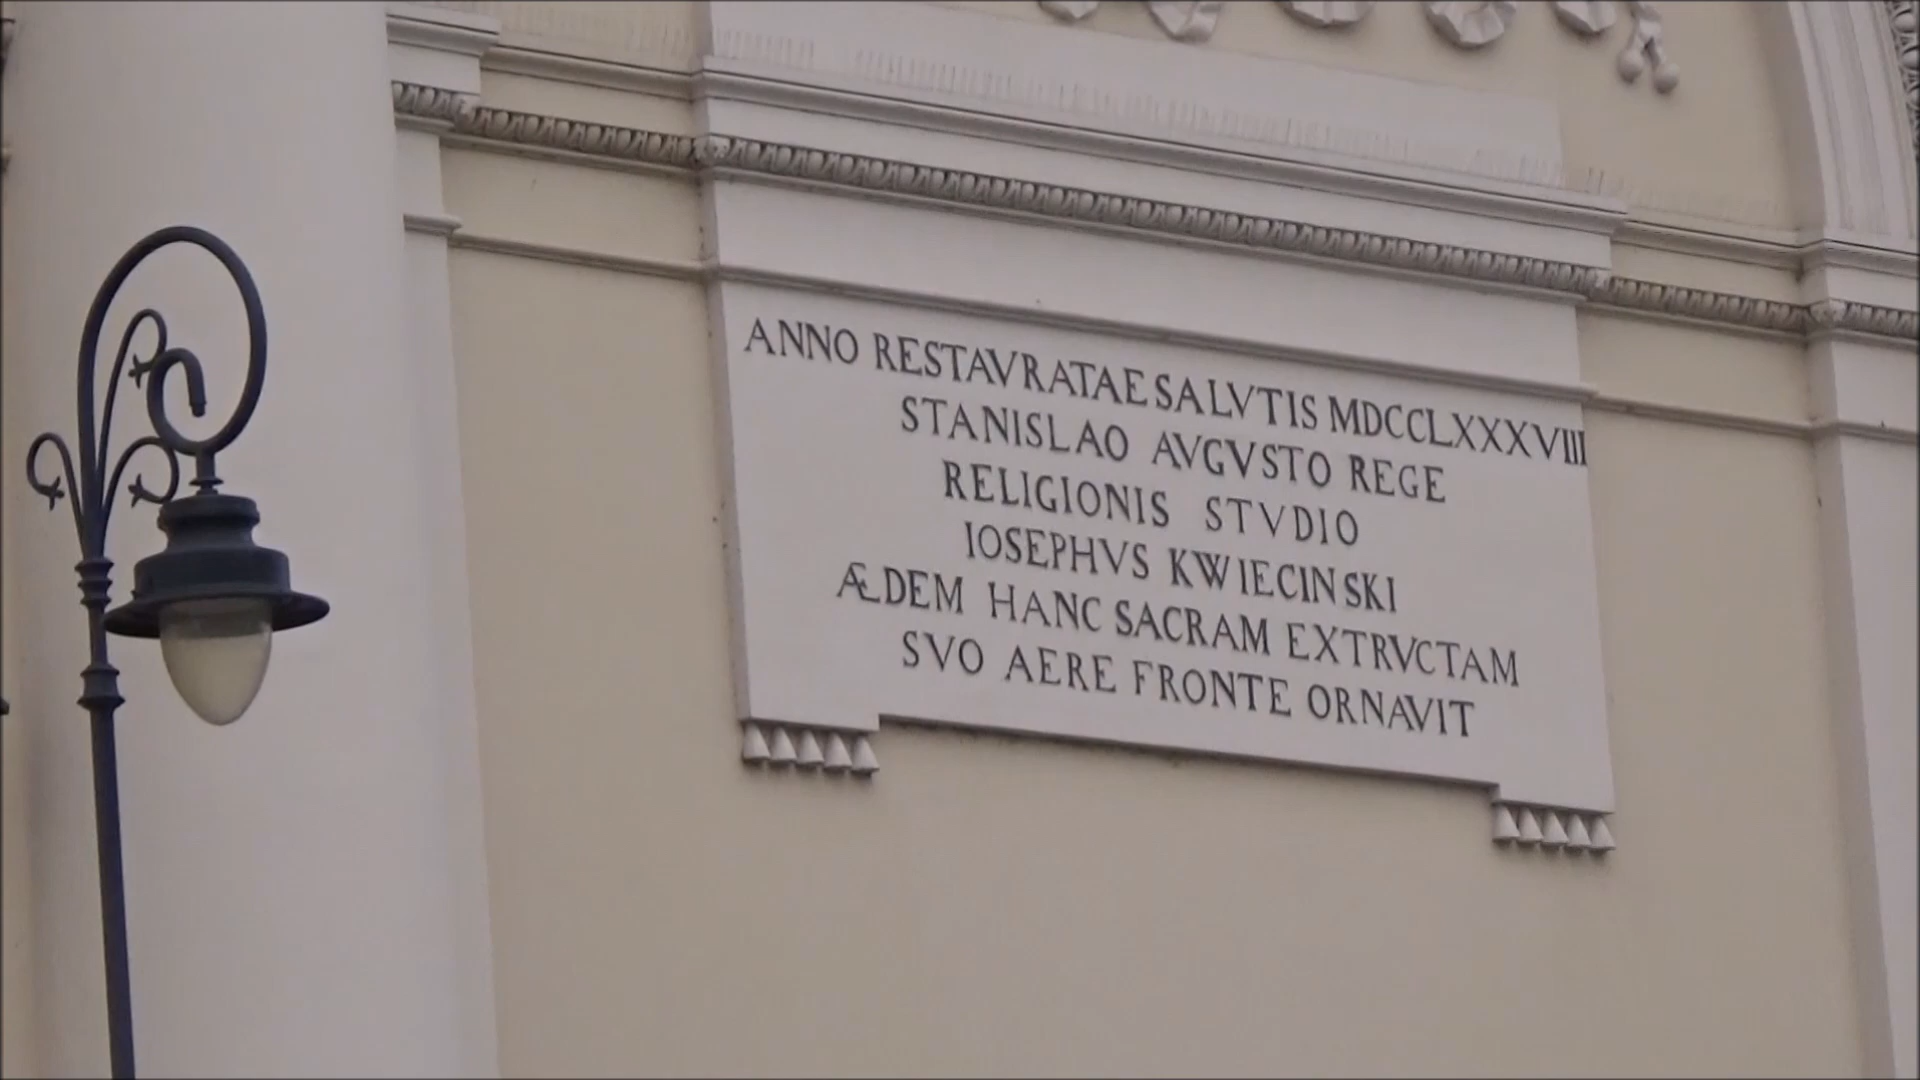 ANNO RESTAVRATAE SALVTIS MDCCLXXXVIII
STANISLAO AVGVSTO REGE
RELIGIONIS STVDIO
IOSEPHVS KWIECINSKI
ÆDEM HANC SACRAM EXTRVCTAM
SVO AERE FRONTE ORNAVIT